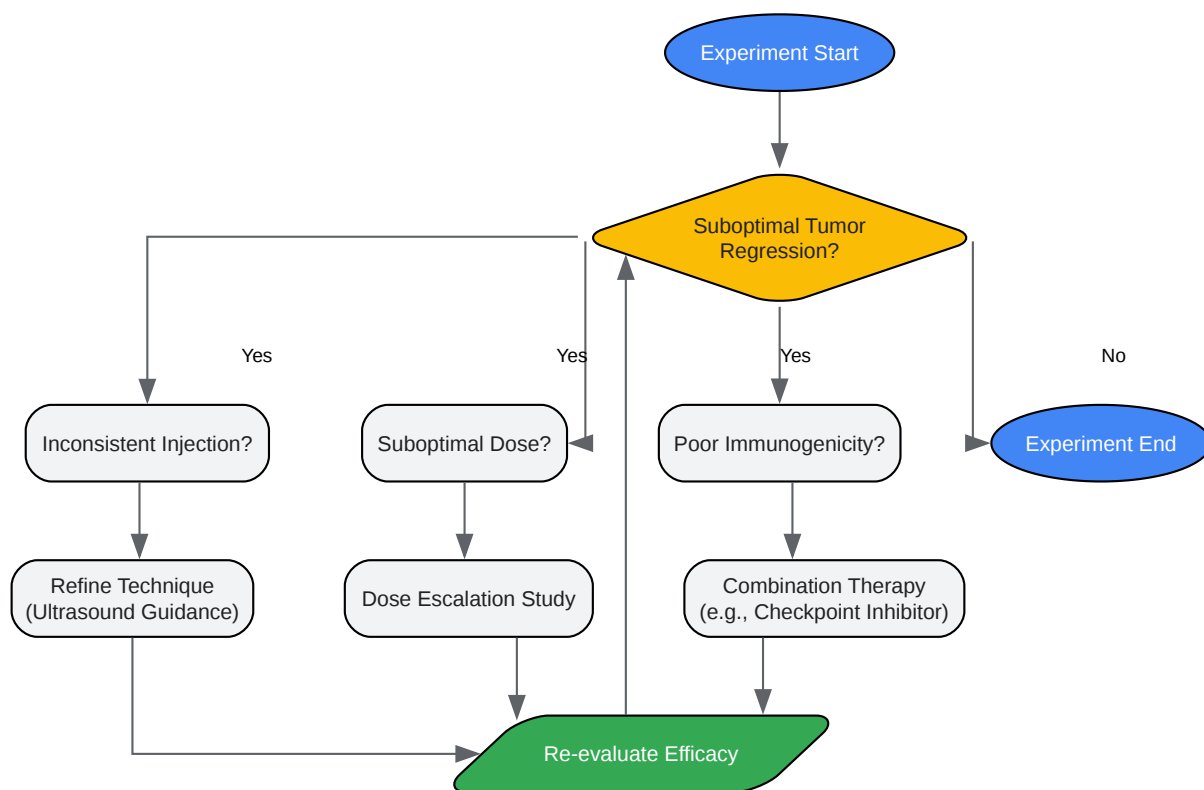 Experiment Start
Suboptimal Tumor
Regression?
Yes
Yes
Yes
No
Inconsistent Injection?
Suboptimal Dose?
Poor Immunogenicity?
Experiment End
Refine Technique
(Ultrasound Guidance)
Dose Escalation Study
Combination Therapy
(e.g., Checkpoint Inhibitor)
Re-evaluate Efficacy